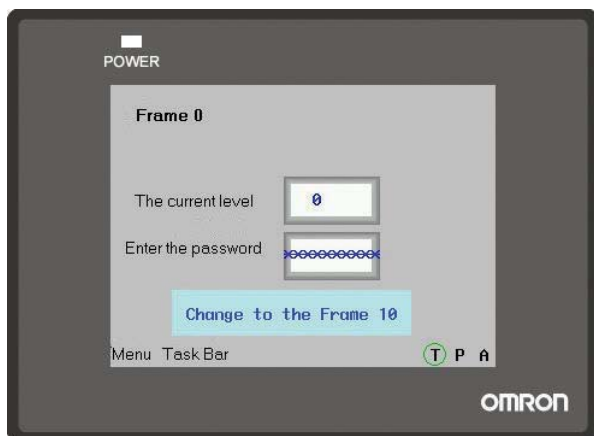 POWER
Frame 0
The current level 0
Enter the password
Change to the Frame 10
Menu Task Bar T P A
OMRON